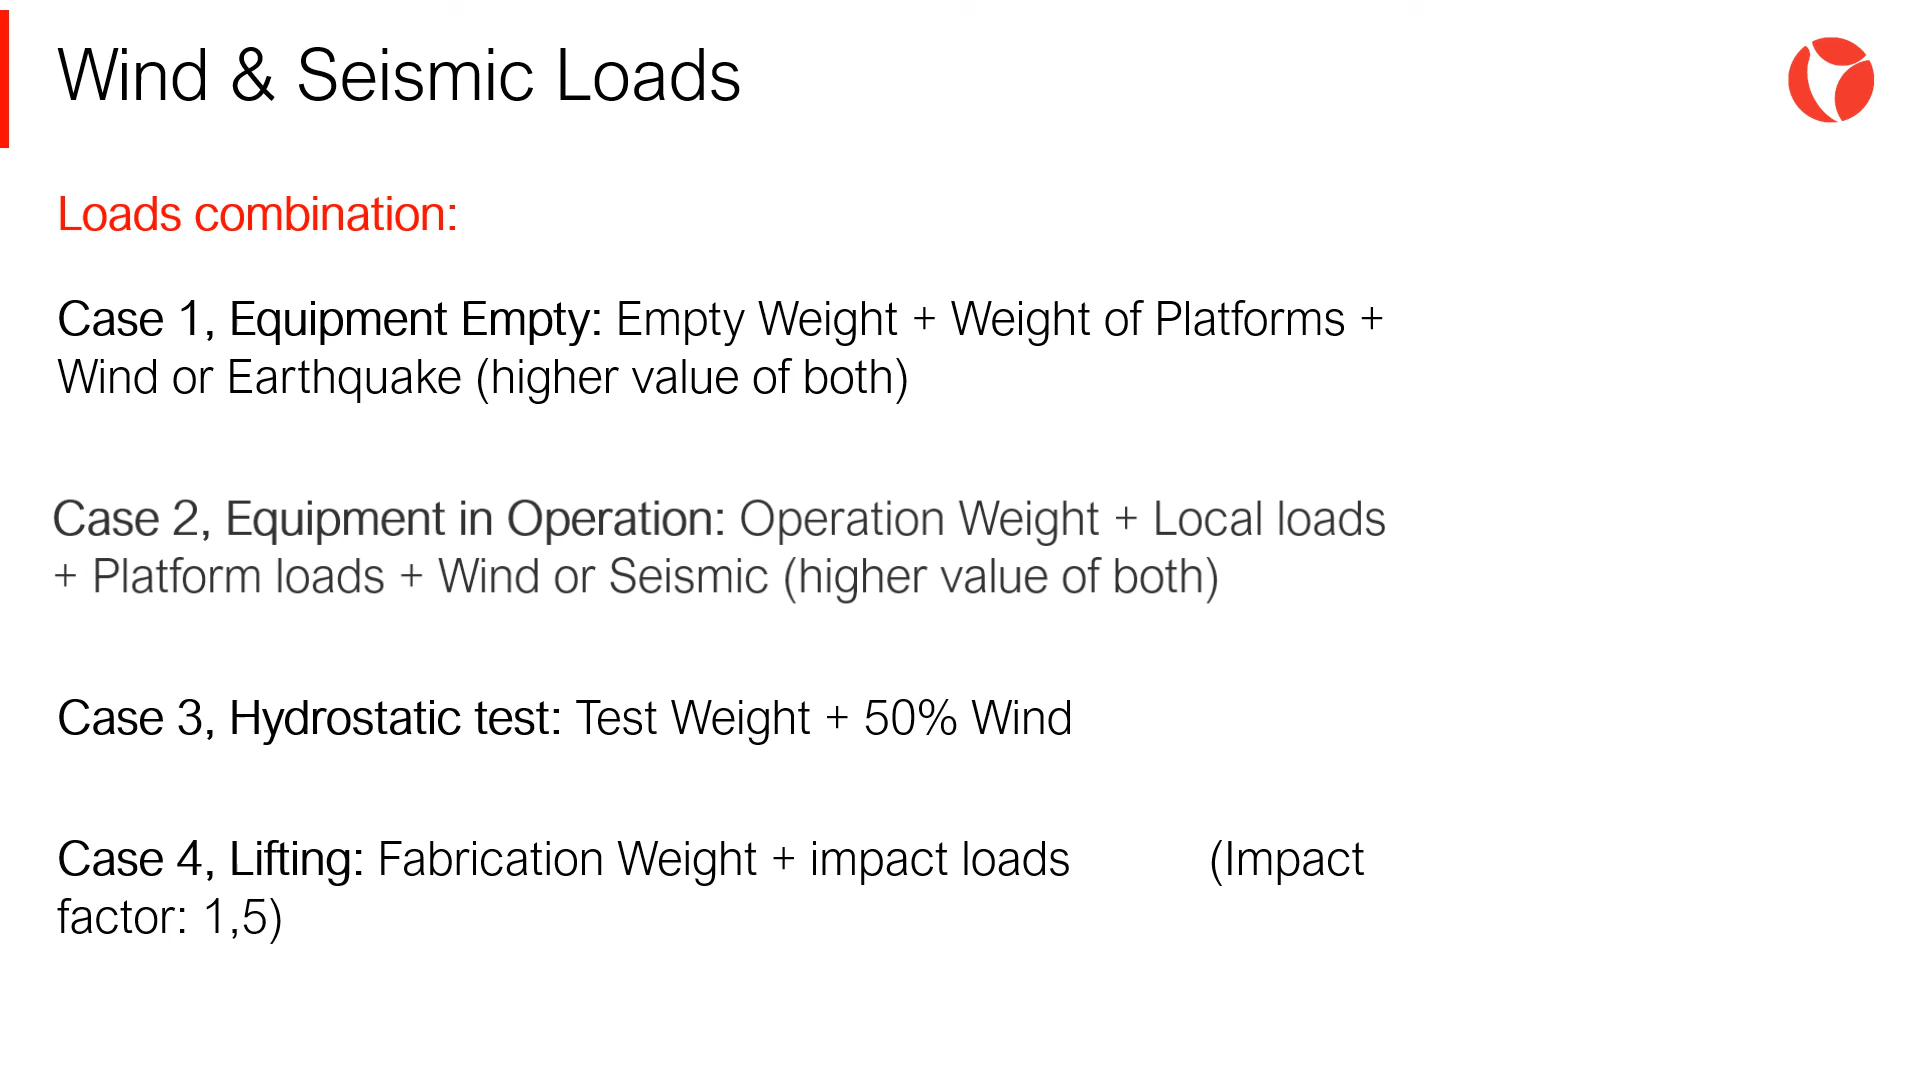 Wind & Seismic Loads
Loads combination:
Case 1, Equipment Empty: Empty Weight + Weight of Platforms +
Wind or Earthquake (higher value of both)
Case 2, Equipment in Operation: Operation Weight + Local loads
+ Platform loads + Wind or Seismic (higher value of both)
Case 3, Hydrostatic test: Test Weight + 50% Wind
Case 4, Lifting: Fabrication Weight + impact loads (Impact
factor: 1,5)